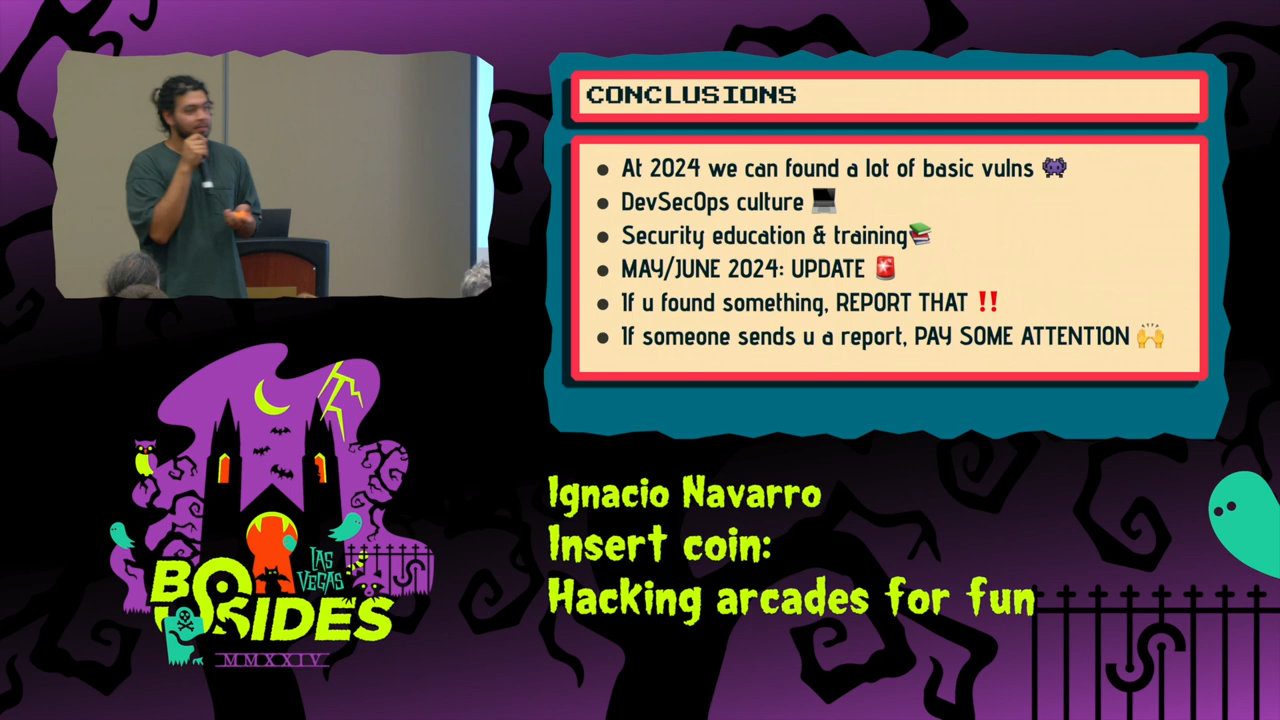 CONCLUSIONS
At 2024 we can found a lot of basic vulns 👾
DevSecOps culture 💻
Security education & training📚
MAY/JUNE 2024: UPDATE 🚨
If u found something, REPORT THAT ‼️
If someone sends u a report, PAY SOME ATTENTION 🙌
Ignacio Navarro
Insert coin:
Hacking arcades for fun
LAS
VEGAS
BSIDES
MMXXIV